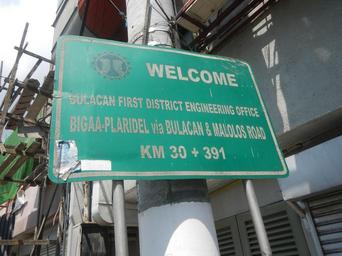 WELCOME
BULACAN FIRST DISTRICT ENGINEERING OFFICE
BIGAA-PLARIDEL via BULACAN & MALOLOS ROAD
KM 30 + 391